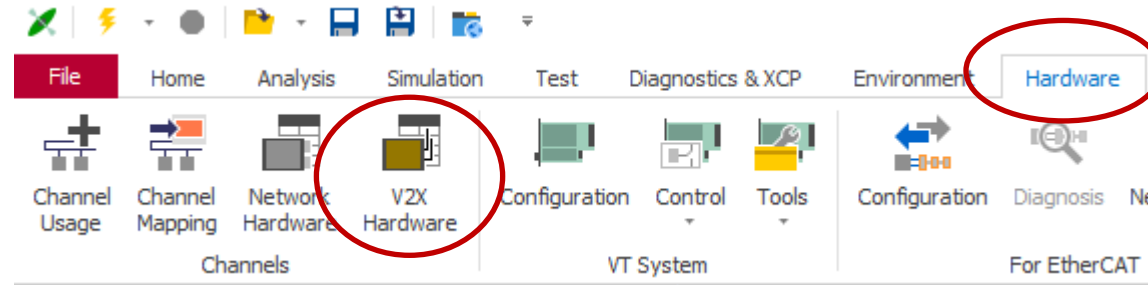 File Home Analysis Simulation Test Diagnostics & XCP Environment Hardware
Channel Channel Network V2X Configuration Control Tools Configuration Diagnosis Ne
Usage Mapping Hardware Hardware
Channels VT System For EtherCAT